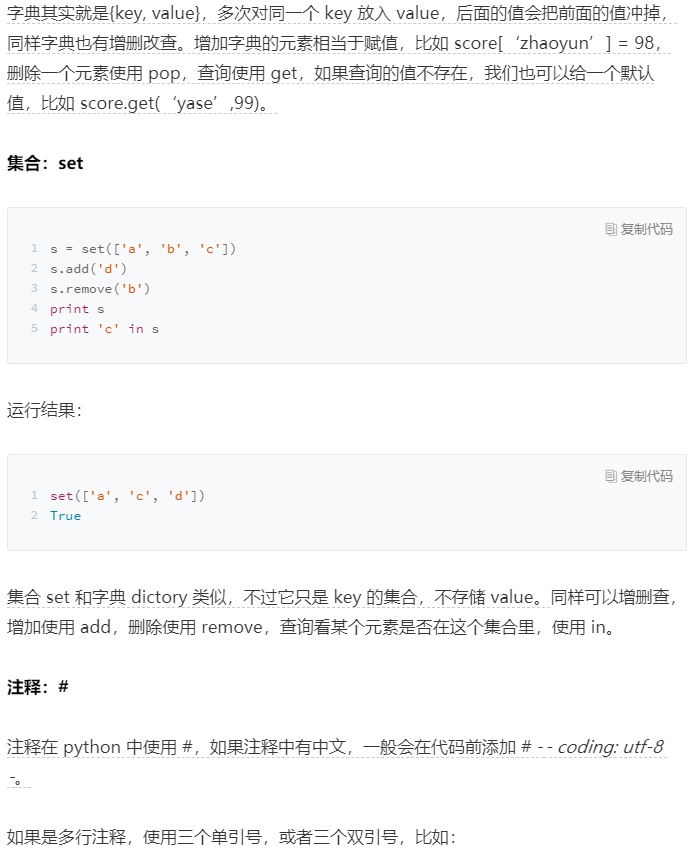 字典其实就是{key, value}，多次对同一个 key 放入 value，后面的值会把前面的值冲掉，
同样字典也有增删改查。增加字典的元素相当于赋值，比如 score[‘zhaoyun’] = 98，
删除一个元素使用 pop，查询使用 get，如果查询的值不存在，我们也可以给一个默认
值，比如 score.get(‘yase’,99)。
集合：set
复制代码
1 s = set(['a', 'b', 'c'])
2 s.add('d')
3 s.remove('b')
4 print s
5 print 'c' in s
运行结果：
复制代码
1 set(['a', 'c', 'd'])
2 True
集合 set 和字典 dictory 类似，不过它只是 key 的集合，不存储 value。同样可以增删查，
增加使用 add，删除使用 remove，查询看某个元素是否在这个集合里，使用 in。
注释：#
注释在 python 中使用 #，如果注释中有中文，一般会在代码前添加 # -- coding: utf-8
-。
如果是多行注释，使用三个单引号，或者三个双引号，比如：